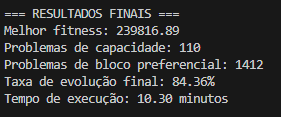 === RESULTADOS FINAIS ===
Melhor fitness: 239816.89
Problemas de capacidade: 110
Problemas de bloco preferencial: 1412
Taxa de evolução final: 84.36%
Tempo de execução: 10.30 minutos